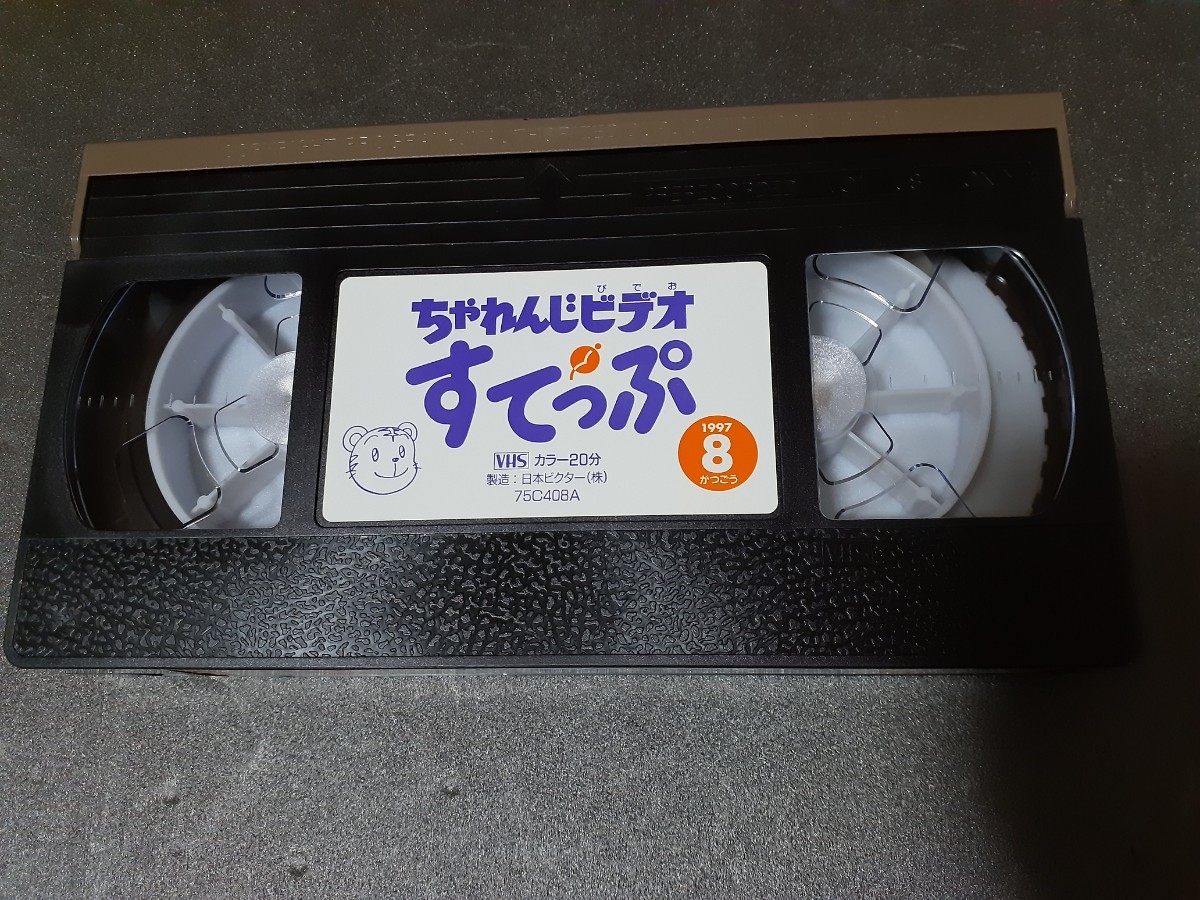 びでお
ちゃれんじビデオ
すてっぷ
VHS カラー20分
製造:日本ビクター(株)
75C408A
1997
8
がつごう